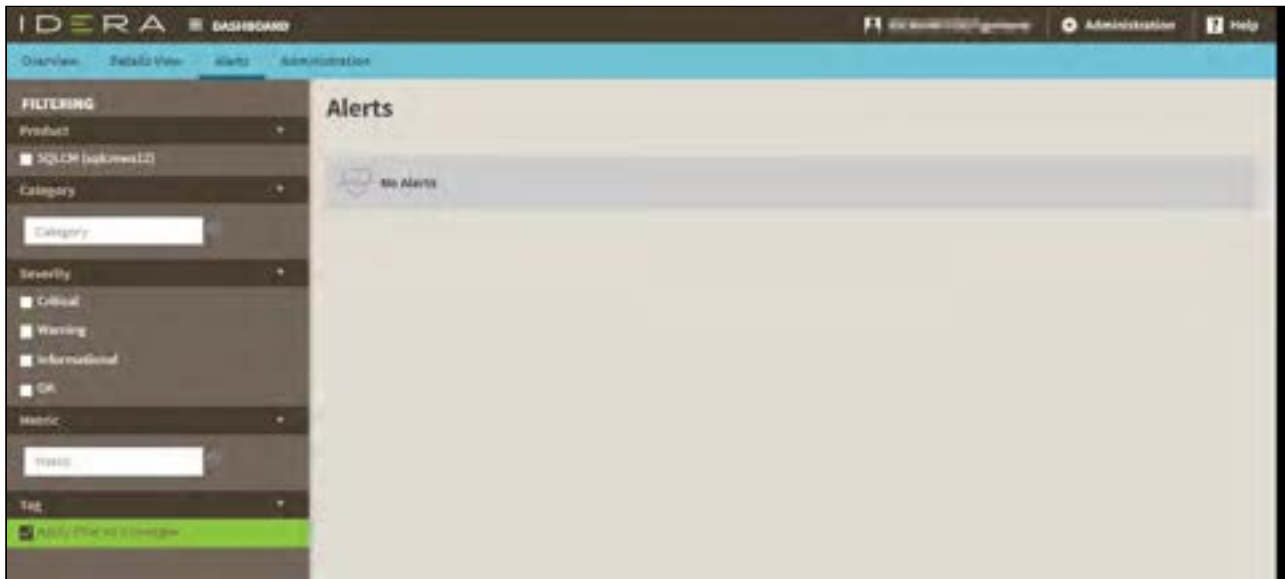 IDERA DASHBOARD
Administration
Help
Overview Details View Alerts Administration
FILTERING
Product
SQLCM
Category
Category
Severity
Critical
Warning
Informational
OK
Metric
Metric
Tag
Alerts
No Alerts